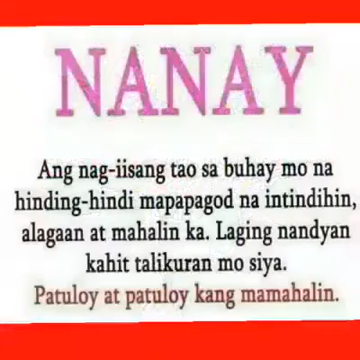 NANAY
Ang nag-iisang tao sa buhay mo na
hinding-hindi mapapagod na intindihin,
alagaan at mahalin ka. Laging nandyan
kahit talikuran mo siya.
Patuloy at patuloy kang mamahalin.